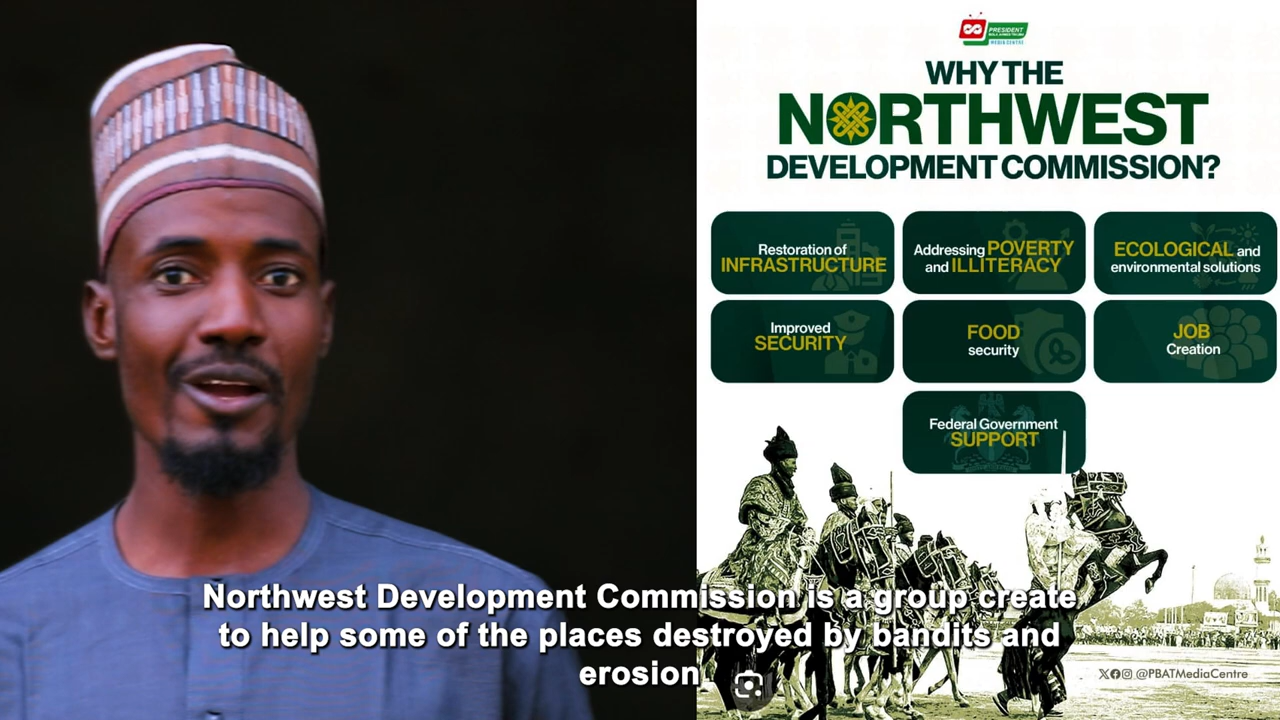 PRESIDENT
MEDIA CENTRE
WHY THE
NORTHWEST
DEVELOPMENT COMMISSION?
Restoration of
INFRASTRUCTURE
Addressing POVERTY
and ILLITERACY
ECOLOGICAL and
environmental solutions
Improved
SECURITY
FOOD
security
JOB
Creation
Federal Government
SUPPORT
Northwest Development Commission is a group create
to help some of the places destroyed by bandits and
erosion
@PBATMediaCentre